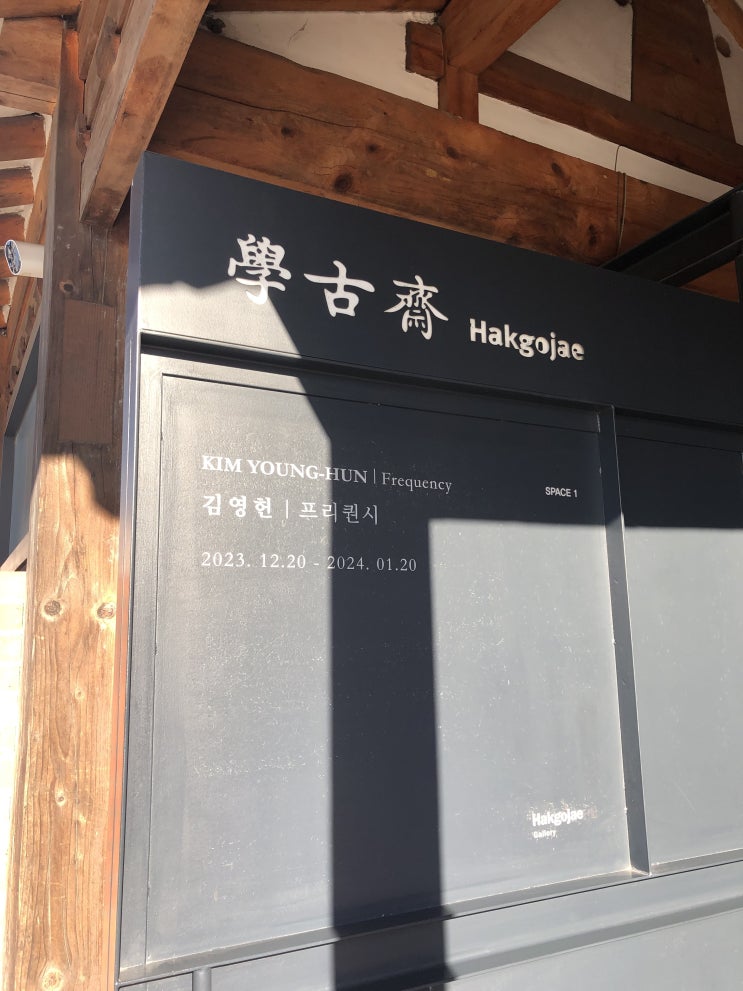 學古齋 Hakgojae
KIM YOUNG-HUN | Frequency
SPACE 1
김영헌 | 프리퀀시
2023. 12.20 - 2024. 01.20
Hakgojae
Gallery